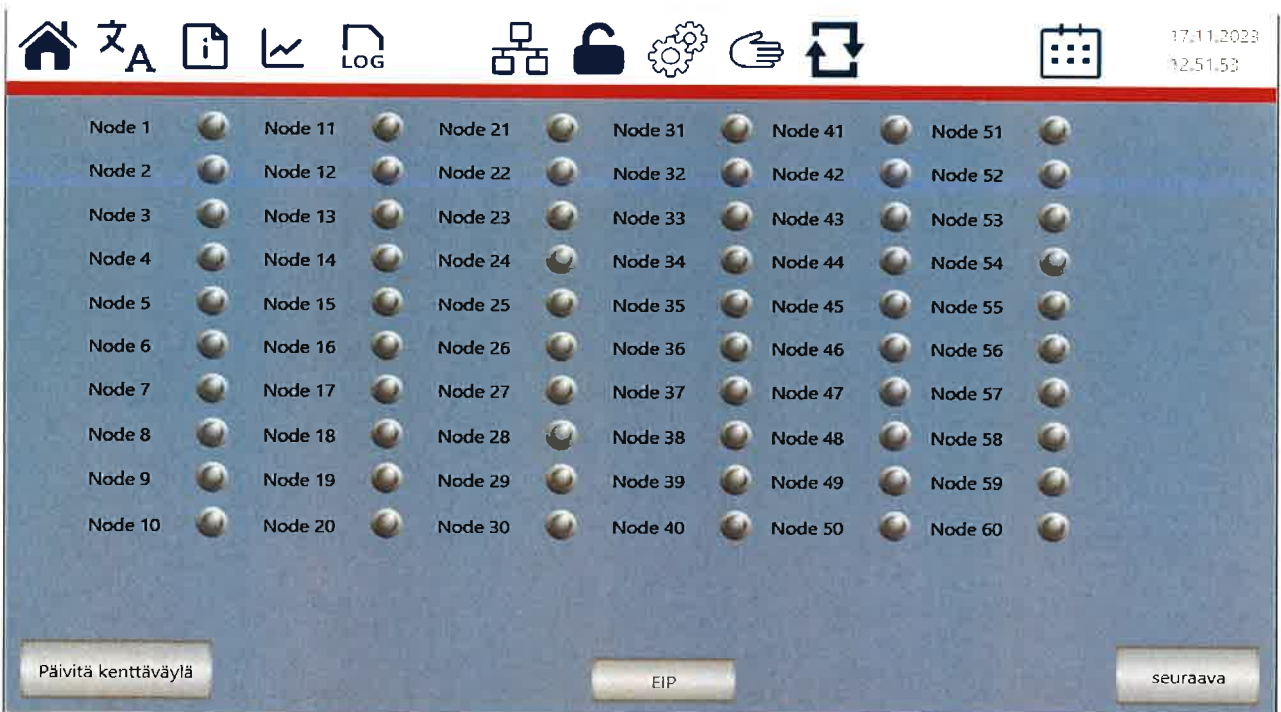 LOG
17.11.2023
12.51.53
Node 1 Node 11 Node 21 Node 31 Node 41 Node 51
Node 2 Node 12 Node 22 Node 32 Node 42 Node 52
Node 3 Node 13 Node 23 Node 33 Node 43 Node 53
Node 4 Node 14 Node 24 Node 34 Node 44 Node 54
Node 5 Node 15 Node 25 Node 35 Node 45 Node 55
Node 6 Node 16 Node 26 Node 36 Node 46 Node 56
Node 7 Node 17 Node 27 Node 37 Node 47 Node 57
Node 8 Node 18 Node 28 Node 38 Node 48 Node 58
Node 9 Node 19 Node 29 Node 39 Node 49 Node 59
Node 10 Node 20 Node 30 Node 40 Node 50 Node 60
Päivitä kenttäväylä EIP seuraava